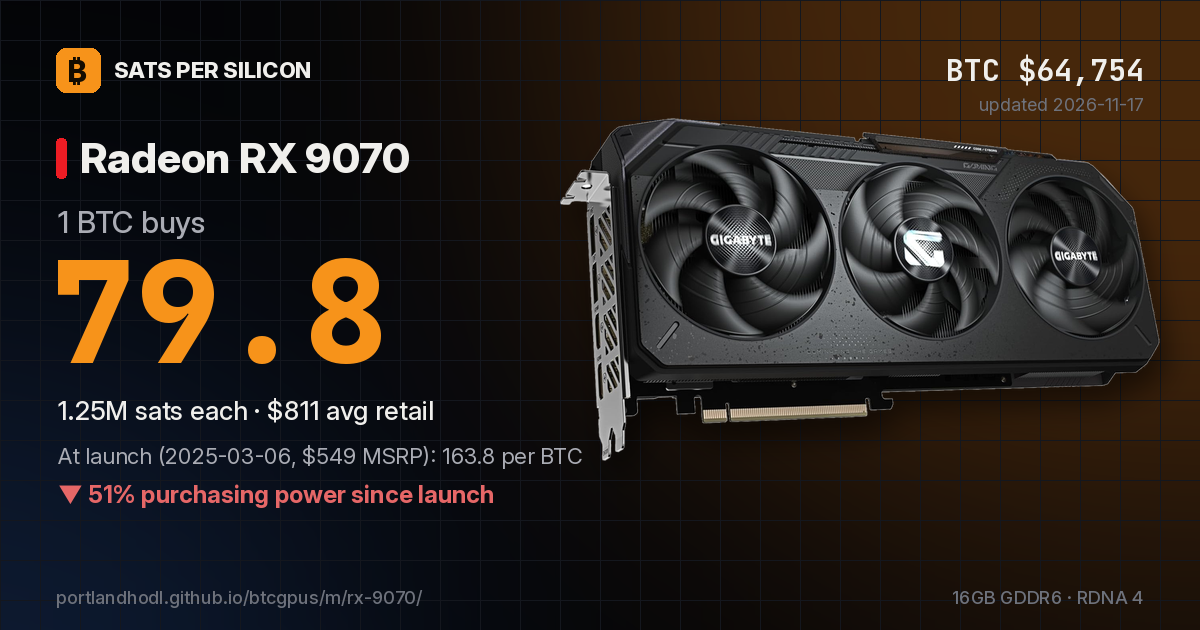 SATS PER SILICON
BTC $64,754
updated 2026-11-17
Radeon RX 9070
1 BTC buys
79.8
1.25M sats each · $811 avg retail
At launch (2025-03-06, $549 MSRP): 163.8 per BTC
▼ 51% purchasing power since launch
GIGABYTE
GIGABYTE
GAMING
portlandhodl.github.io/btcgpus/m/rx-9070/
16GB GDDR6 · RDNA 4